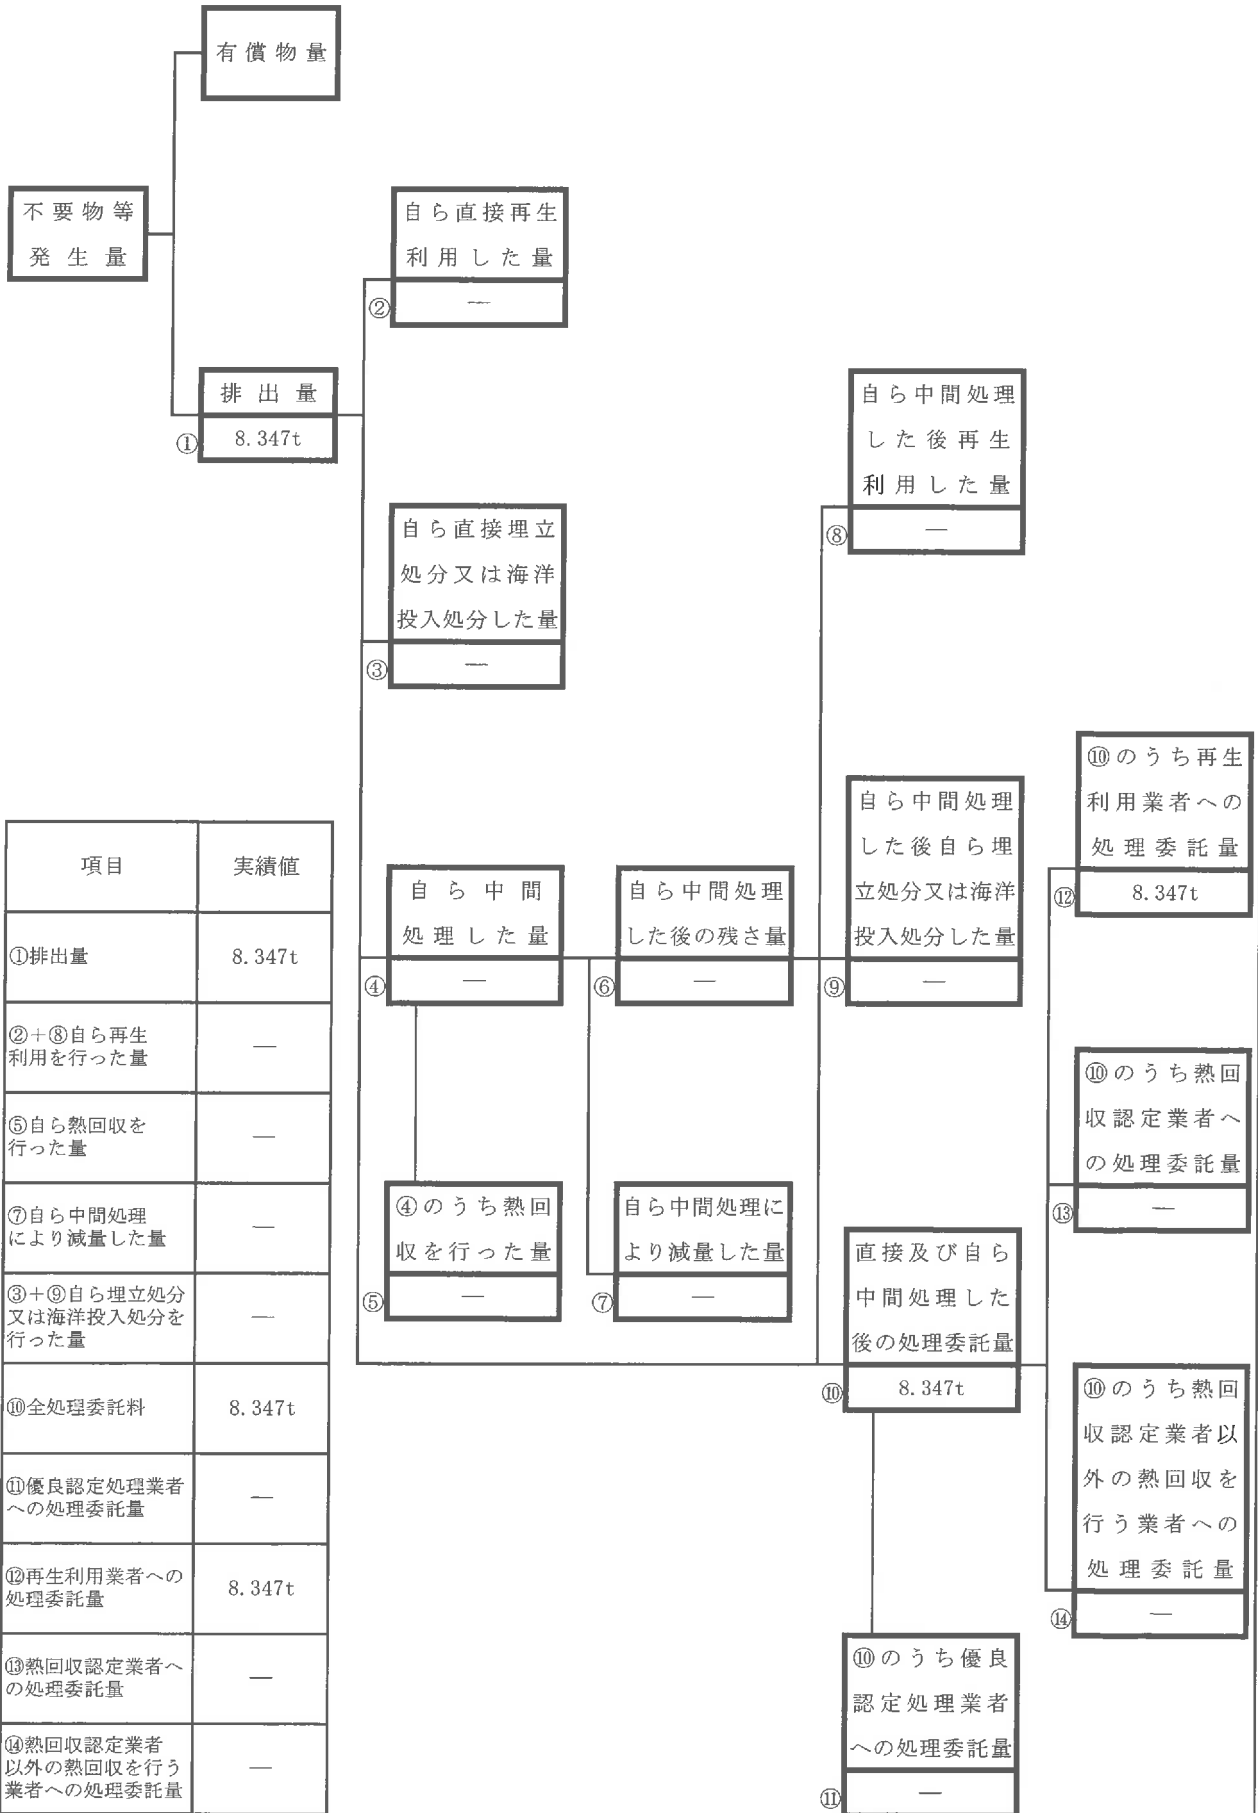 有償物量
不要物等
発生量
排出量
① 8.347t
自ら直接再生
利用した量
② ―
自ら直接埋立
処分又は海洋
投入処分した量
③ ―
自ら中間
処理した量
④ ―
④のうち熱回
収を行った量
⑤ ―
自ら中間処理
した後の残さ量
⑥ ―
自ら中間処理に
より減量した量
⑦ ―
自ら中間処理
した後再生
利用した量
⑧ ―
自ら中間処理
した後自ら埋
立処分又は海洋
投入処分した量
⑨ ―
直接及び自ら
中間処理した
後の処理委託量
⑩ 8.347t
⑩のうち優良
認定処理業者
への処理委託量
⑪ ―
⑩のうち再生
利用業者への
処理委託量
⑫ 8.347t
⑩のうち熱回
収認定業者へ
の処理委託量
⑬ ―
⑩のうち熱回
収認定業者以
外の熱回収を
行う業者への
処理委託量
⑭ ―
項目 実績値
①排出量 8.347t
②+⑧自ら再生
利用を行った量 ―
⑤自ら熱回収を
行った量 ―
⑦自ら中間処理
により減量した量 ―
③+⑨自ら埋立処分
又は海洋投入処分を
行った量 ―
⑩全処理委託料 8.347t
⑪優良認定処理業者
への処理委託量 ―
⑫再生利用業者への
処理委託量 8.347t
⑬熱回収認定業者へ
の処理委託量 ―
⑭熱回収認定業者
以外の熱回収を行う
業者への処理委託量 ―